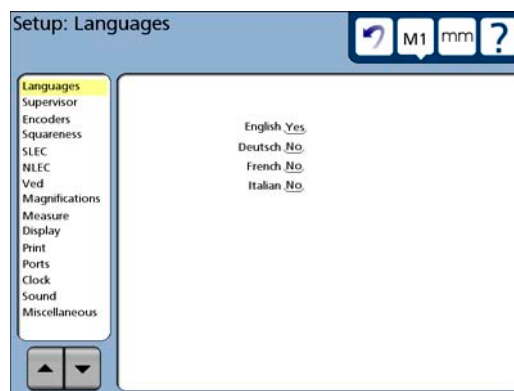 Setup: Languages
M1 mm ?
Languages
Supervisor
Encoders
Squareness
SLEC
NLEC
Ved
Magnifications
Measure
Display
Print
Ports
Clock
Sound
Miscellaneous
English Yes
Deutsch No
French No
Italian No